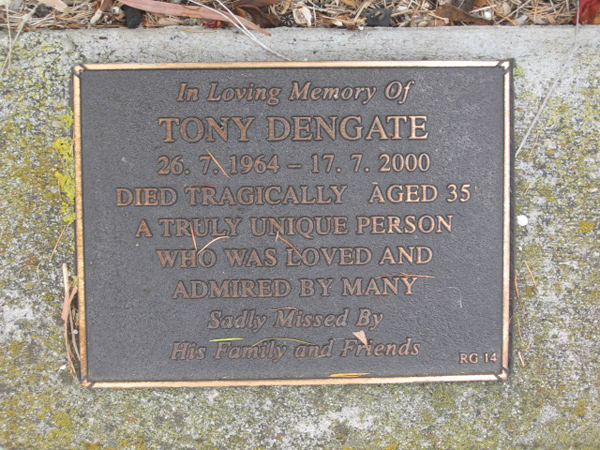 In Loving Memory Of
TONY DENGATE
26. 7. 1964 – 17. 7. 2000
DIED TRAGICALLY AGED 35
A TRULY UNIQUE PERSON
WHO WAS LOVED AND
ADMIRED BY MANY
Sadly Missed By
His Family and Friends
RG 14